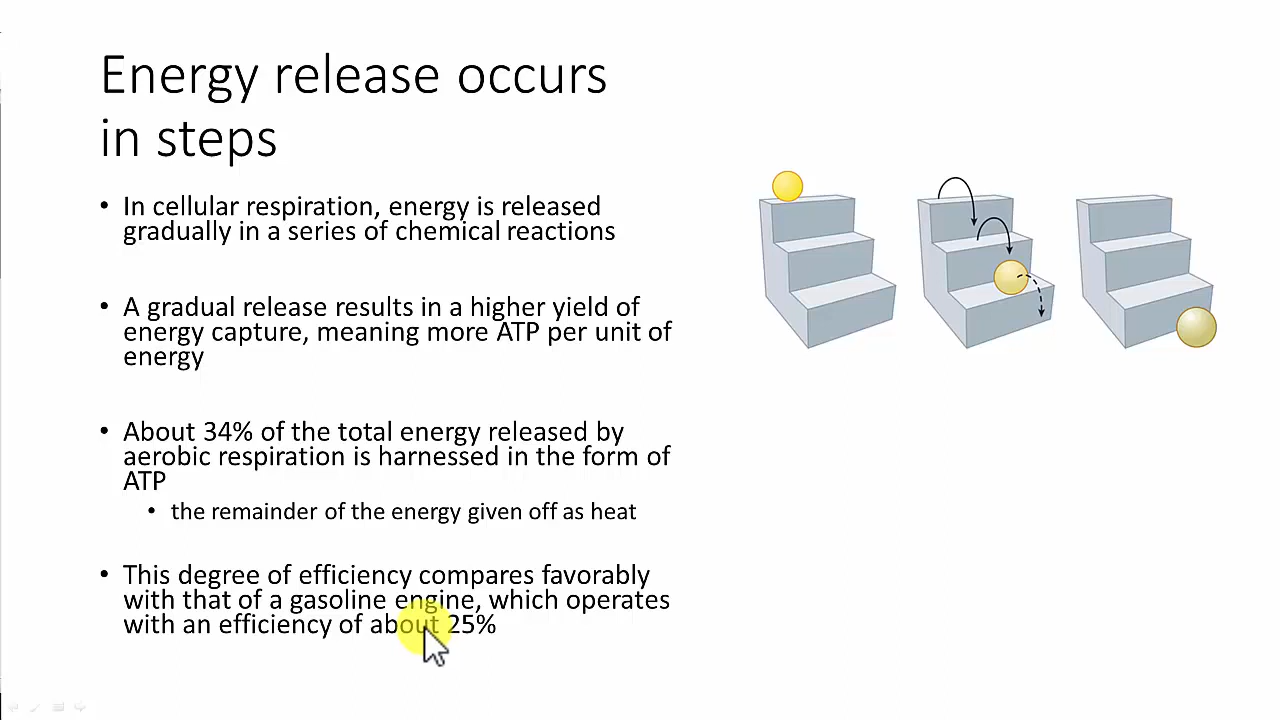 Energy release occurs
in steps
• In cellular respiration, energy is released
gradually in a series of chemical reactions
• A gradual release results in a higher yield of
energy capture, meaning more ATP per unit of
energy
• About 34% of the total energy released by
aerobic respiration is harnessed in the form of
ATP
• the remainder of the energy given off as heat
• This degree of efficiency compares favorably
with that of a gasoline engine, which operates
with an efficiency of about 25%